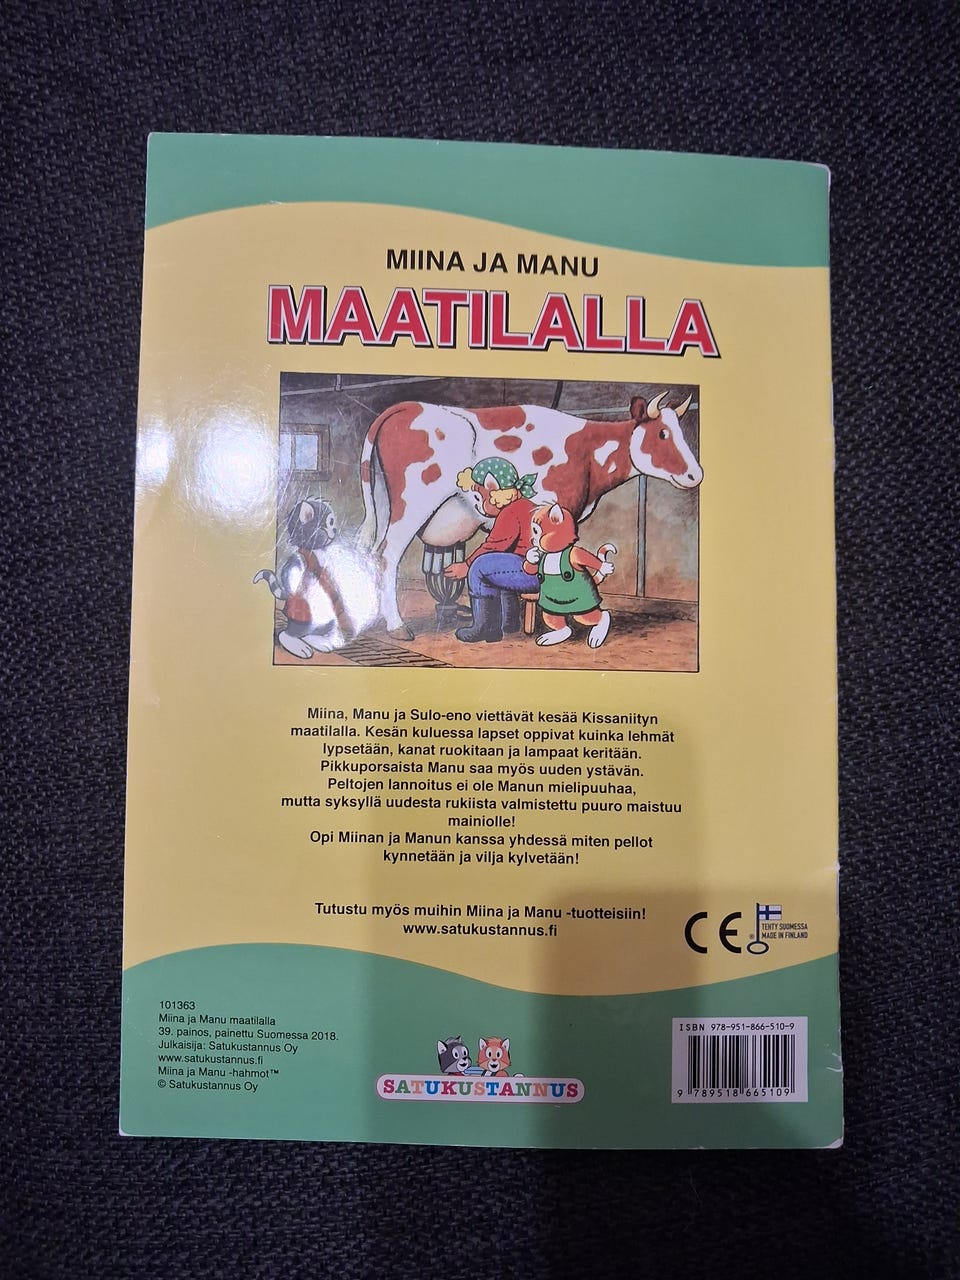 MIINA JA MANU
MAATILALLA
Miina, Manu ja Sulo-eno viettävät kesää Kissaniityn
maatilalla. Kesän kuluessa lapset oppivat kuinka lehmät
lypsetään, kanat ruokitaan ja lampaat keritään.
Pikkuporsaista Manu saa myös uuden ystävän.
Peltojen lannoitus ei ole Manun mielipuuhaa,
mutta syksyllä uudesta rukiista valmistettu puuro maistuu
mainiolle!
Opi Miinan ja Manun kanssa yhdessä miten pellot
kynnetään ja vilja kylvetään!
Tutustu myös muihin Miina ja Manu -tuotteisiin!
www.satukustannus.fi
CE
® TEHTY SUOMESSA
MADE IN FINLAND
101363
Miina ja Manu maatilalla
39. painos, painettu Suomessa 2018.
Julkaisija: Satukustannus Oy
www.satukustannus.fi
Miina ja Manu -hahmot™
© Satukustannus Oy
SATUKUSTANNUS
ISBN 978-951-866-510-9
9 789518 665109